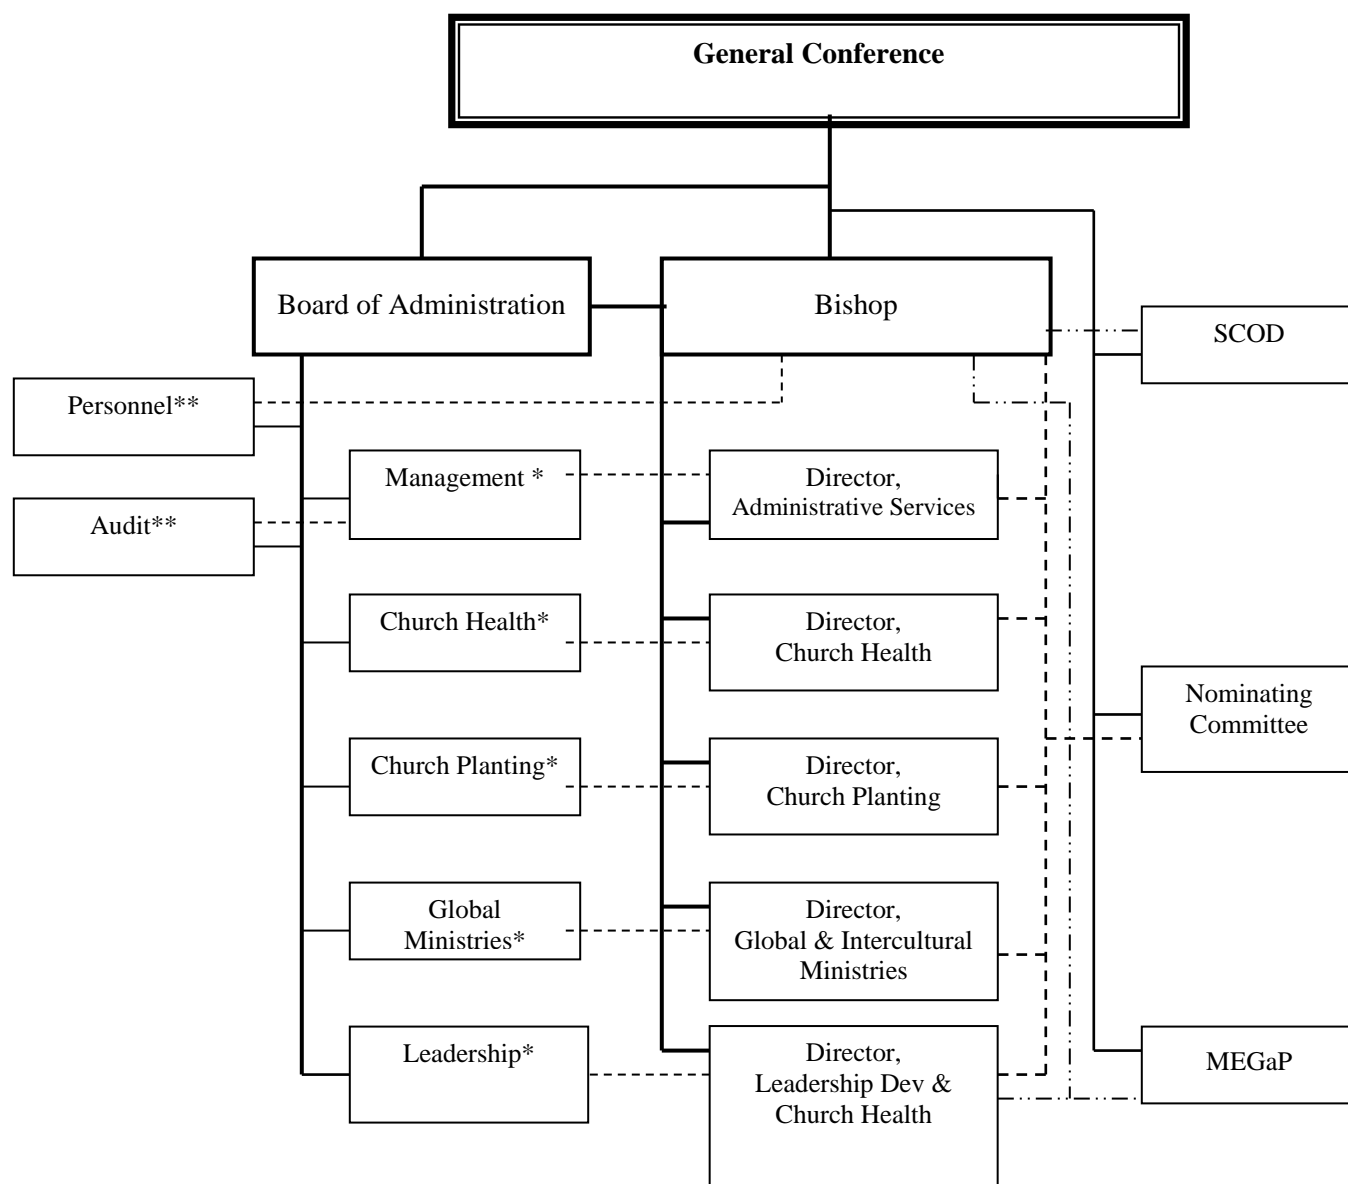 General Conference
Board of Administration
Bishop
SCOD
Personnel**
Management *
Director,
Administrative Services
Audit**
Church Health*
Director,
Church Health
Nominating
Committee
Church Planting*
Director,
Church Planting
Global
Ministries*
Director,
Global & Intercultural
Ministries
Leadership*
Director,
Leadership Dev &
Church Health
MEGaP